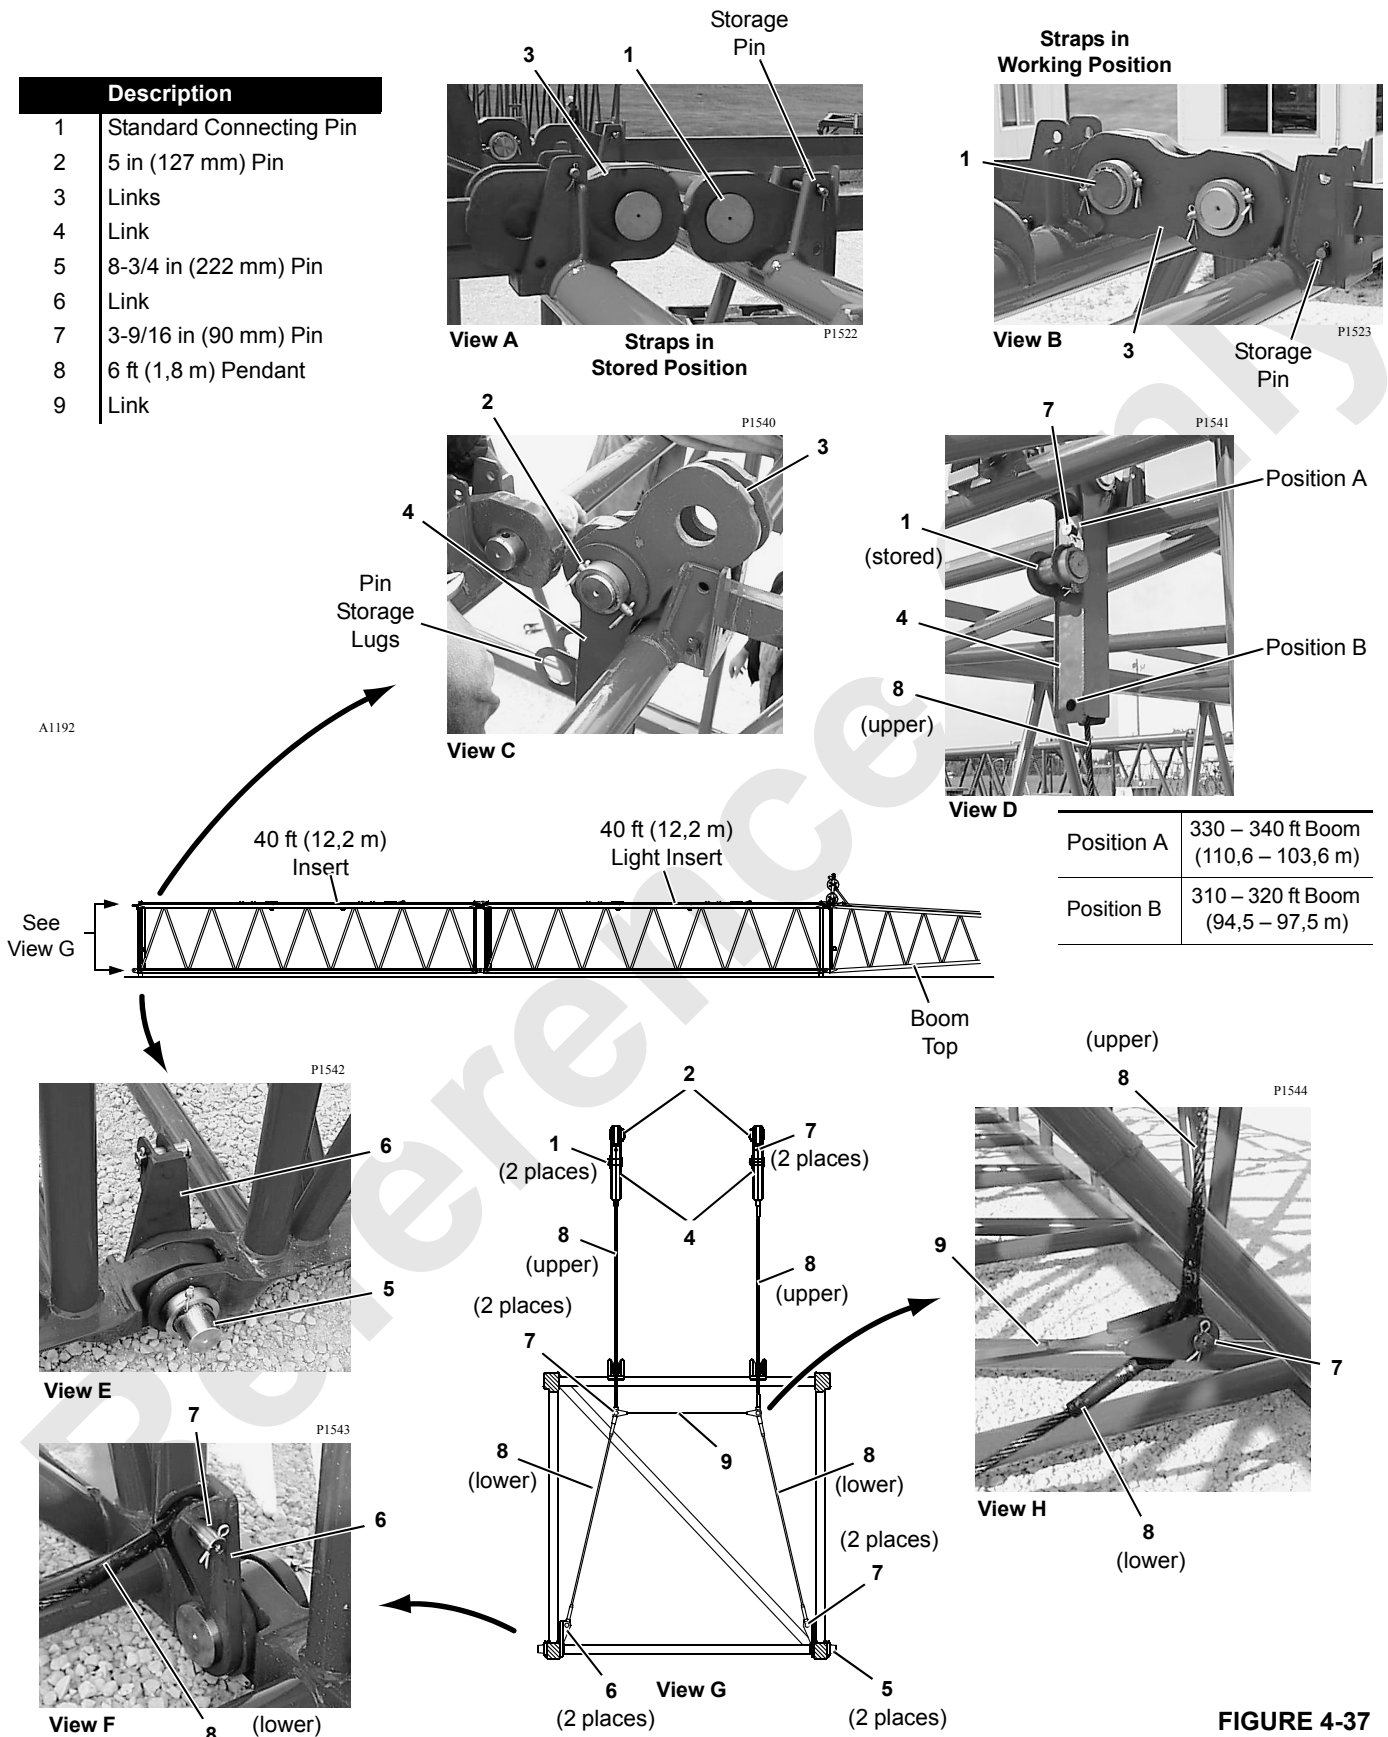 Description
1 Standard Connecting Pin
2 5 in (127 mm) Pin
3 Links
4 Link
5 8-3/4 in (222 mm) Pin
6 Link
7 3-9/16 in (90 mm) Pin
8 6 ft (1,8 m) Pendant
9 Link
3
1
Storage
Pin
View A
P1522
Straps in
Stored Position
Straps in
Working Position
1
View B
3
P1523
Storage
Pin
2
P1540
3
4
Pin
Storage
Lugs
View C
7
P1541
Position A
1
(stored)
4
Position B
8
(upper)
View D
Position A 330 – 340 ft Boom
(110,6 – 103,6 m)
Position B 310 – 320 ft Boom
(94,5 – 97,5 m)
A1192
40 ft (12,2 m)
Insert
40 ft (12,2 m)
Light Insert
See
View G
Boom
Top
P1542
6
5
View E
7
P1543
6
View F
8
(lower)
2
1
(2 places)
7
(2 places)
4
8
(upper)
8
(upper)
(2 places)
7
9
8
(lower)
8
(lower)
(2 places)
7
6
(2 places)
View G
5
(2 places)
(upper)
8
P1544
9
7
View H
8
(lower)
FIGURE 4-37
Reference Only